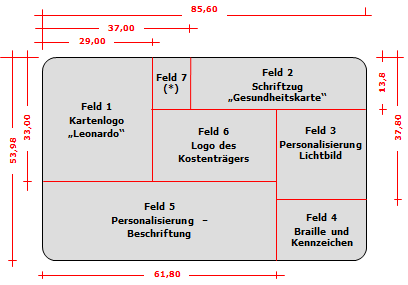 85,60
37,00
29,00
Feld 7
(*)
Feld 2
Schriftzug
„Gesundheitskarte“
13,8
Feld 1
Kartenlogo
„Leonardo“
33,00
53,98
Feld 6
Logo des
Kostenträgers
Feld 3
Personalisierung
Lichtbild
37,80
Feld 5
Personalisierung –
Beschriftung
Feld 4
Braille und
Kennzeichen
61,80